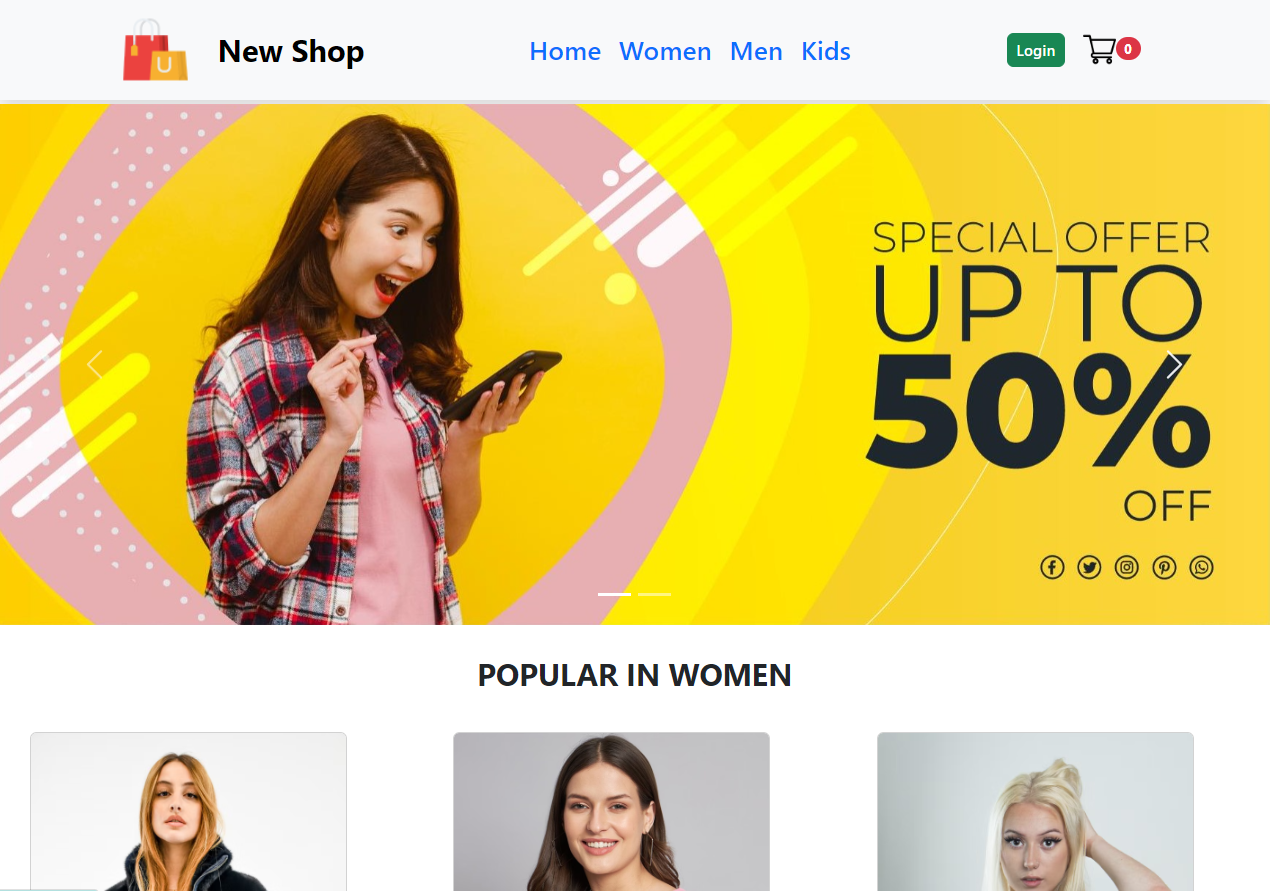 U
New Shop
Home Women Men Kids
Login
0
SPECIAL OFFER
UP TO
50%
OFF
POPULAR IN WOMEN